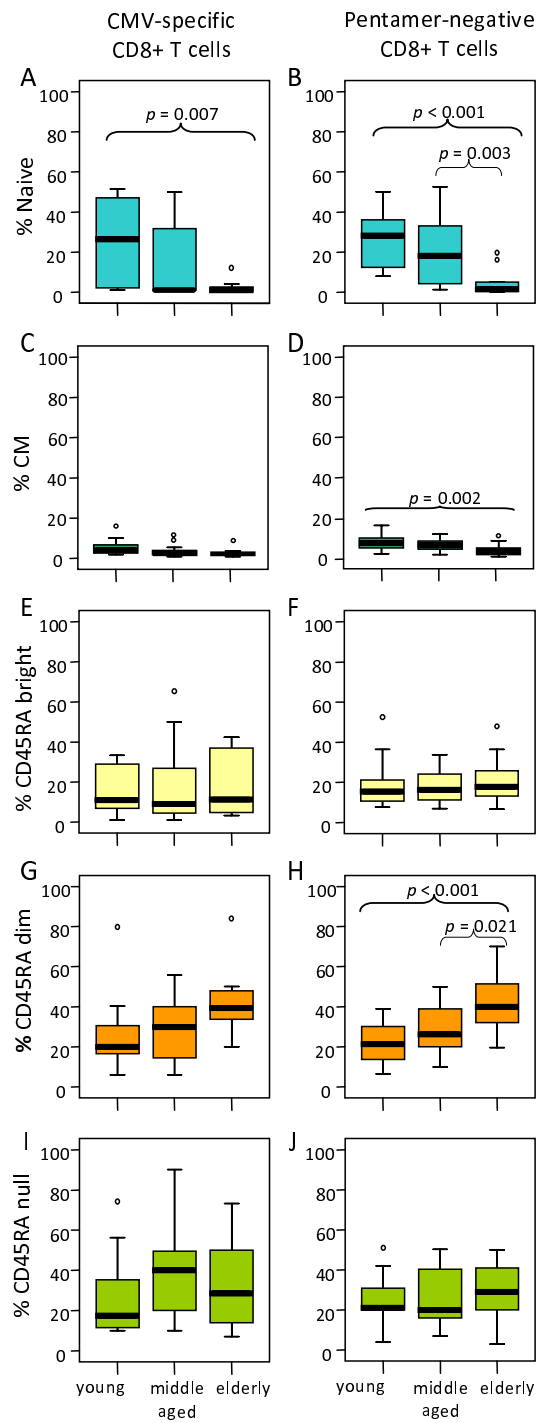 CMV-specific
CD8+ T cells
Pentamer-negative
CD8+ T cells
A
% Naive
100
80
60
40
20
0
p = 0.007
B
100
80
60
40
20
0
p < 0.001
p = 0.003
C
% CM
100
80
60
40
20
0
D
100
80
60
40
20
0
p = 0.002
E
% CD45RA bright
100
80
60
40
20
0
F
100
80
60
40
20
0
G
% CD45RA dim
100
80
60
40
20
0
H
100
80
60
40
20
0
p < 0.001
p = 0.021
I
% CD45RA null
100
80
60
40
20
0
J
100
80
60
40
20
0
young
middle
aged
elderly
young
middle
aged
elderly